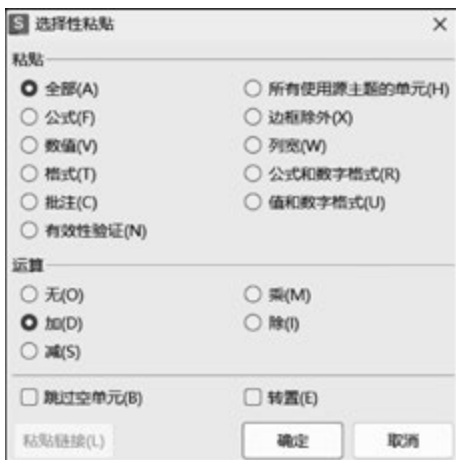 S 选择性粘贴
粘贴
全部(A) 所有使用源主题的单元(H)
公式(F) 边框除外(X)
数值(V) 列宽(W)
格式(T) 公式和数字格式(R)
批注(C) 值和数字格式(U)
有效性验证(N)
运算
无(O) 乘(M)
加(D) 除(I)
减(S)
跳过空单元(B) 转置(E)
粘贴链接(L) 确定 取消